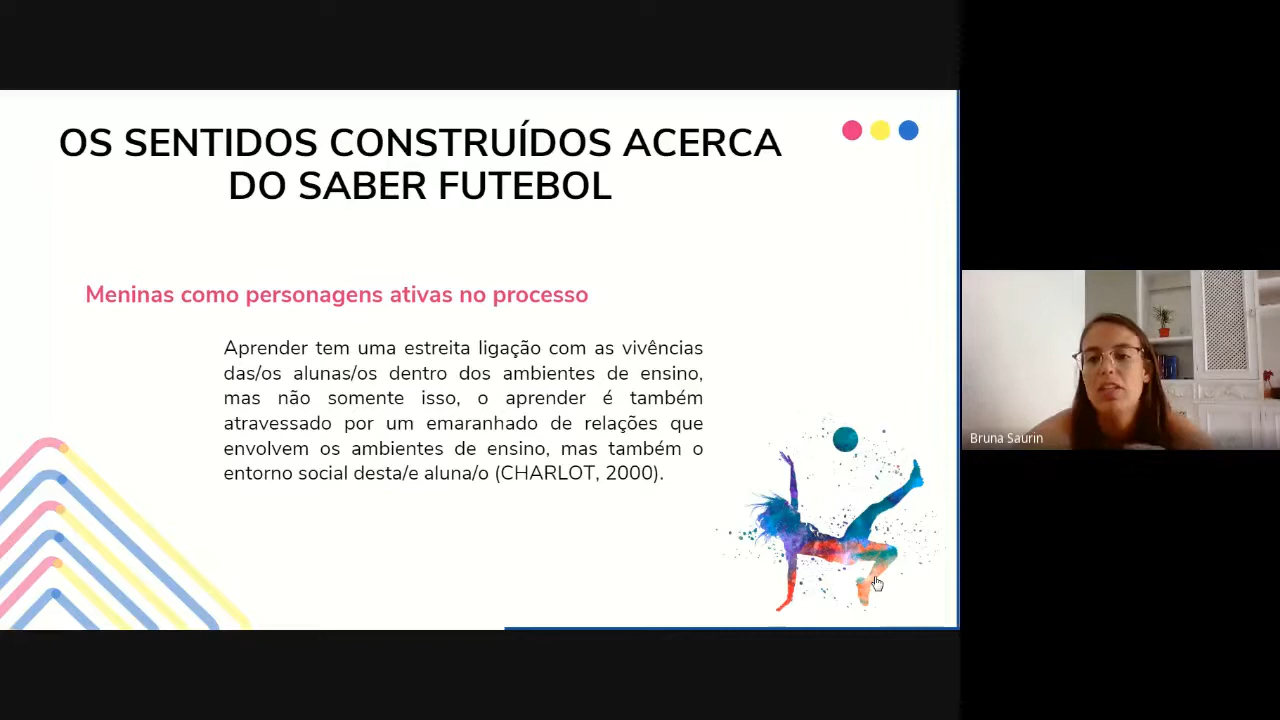 OS SENTIDOS CONSTRUÍDOS ACERCA
DO SABER FUTEBOL
Meninas como personagens ativas no processo
Aprender tem uma estreita ligação com as vivências
das/os alunas/os dentro dos ambientes de ensino,
mas não somente isso, o aprender é também
atravessado por um emaranhado de relações que
envolvem os ambientes de ensino, mas também o
entorno social desta/e aluna/o (CHARLOT, 2000).
Bruna Saurin